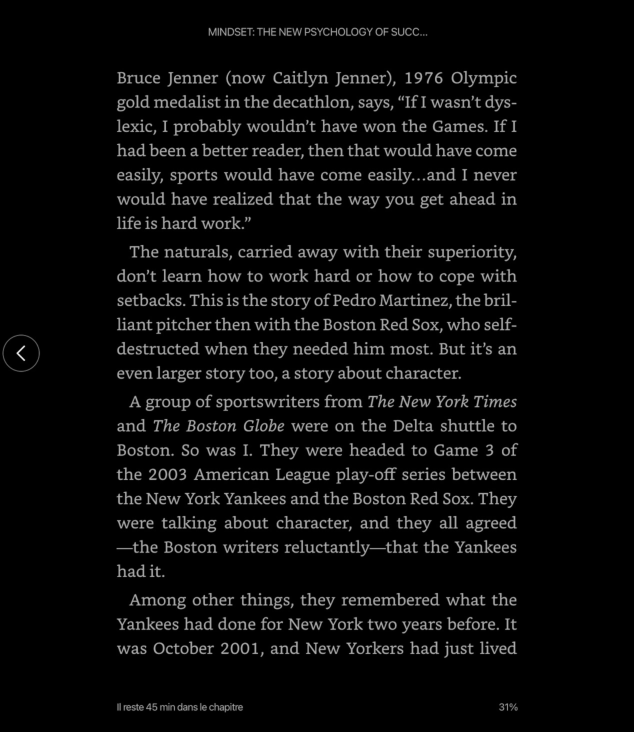 MINDSET: THE NEW PSYCHOLOGY OF SUCC...
Bruce Jenner (now Caitlyn Jenner), 1976 Olympic
gold medalist in the decathlon, says, “If I wasn’t dys-
lexic, I probably wouldn’t have won the Games. If I
had been a better reader, then that would have come
easily, sports would have come easily...and I never
would have realized that the way you get ahead in
life is hard work.”
The naturals, carried away with their superiority,
don’t learn how to work hard or how to cope with
setbacks. This is the story of Pedro Martinez, the bril-
liant pitcher then with the Boston Red Sox, who self-
destructed when they needed him most. But it’s an
even larger story too, a story about character.
A group of sportswriters from The New York Times
and The Boston Globe were on the Delta shuttle to
Boston. So was I. They were headed to Game 3 of
the 2003 American League play-off series between
the New York Yankees and the Boston Red Sox. They
were talking about character, and they all agreed
—the Boston writers reluctantly—that the Yankees
had it.
Among other things, they remembered what the
Yankees had done for New York two years before. It
was October 2001, and New Yorkers had just lived
Il reste 45 min dans le chapitre
31%